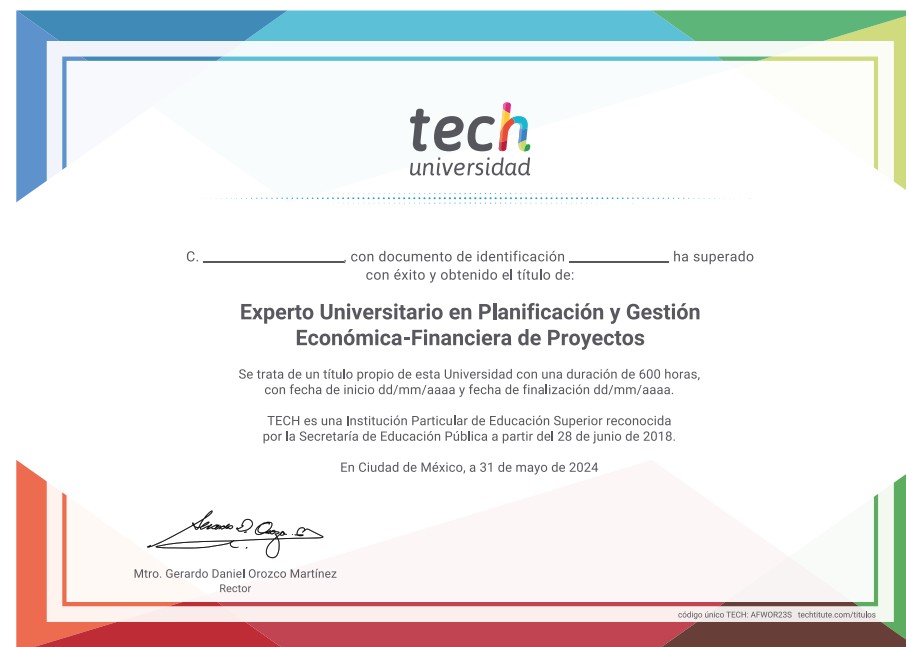 tech
universidad
C. ____________, con documento de identificación ____________ ha superado
con éxito y obtenido el título de:
Experto Universitario en Planificación y Gestión
Económica-Financiera de Proyectos
Se trata de un título propio de esta Universidad con una duración de 600 horas,
con fecha de inicio dd/mm/aaaa y fecha de finalización dd/mm/aaaa.
TECH es una Institución Particular de Educación Superior reconocida
por la Secretaría de Educación Pública a partir del 28 de junio de 2018.
En Ciudad de México, a 31 de mayo de 2024
Mtro. Gerardo Daniel Orozco Martínez
Rector
código único TECH: AFWOR23S techtitute.com/titulos